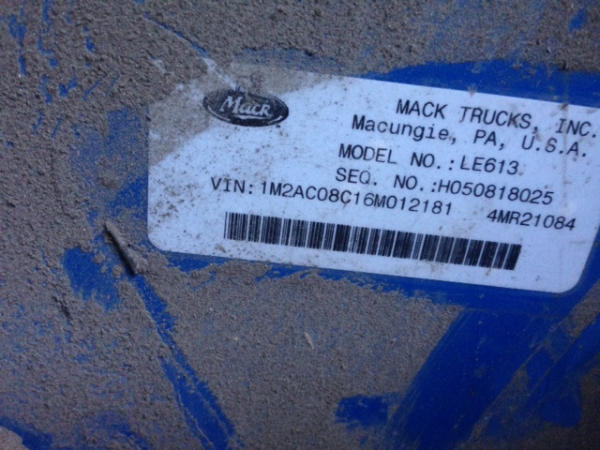 Mack
MACK TRUCKS, INC.
Macungie, PA, U.S.A.
MODEL NO.:LE613
SEQ. NO.:H050818025
VIN:1M2AC08C16M012181 4MR21084